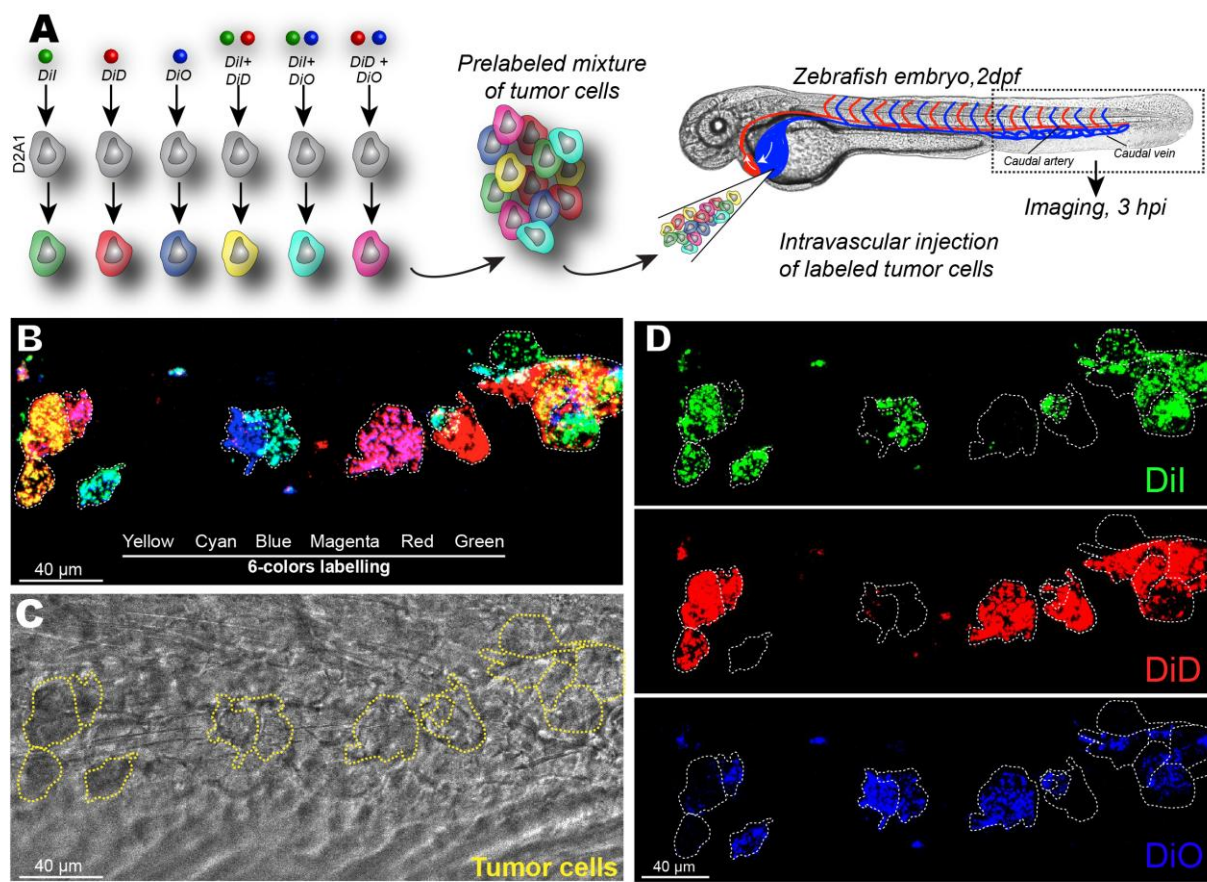 A
DiI
DiD
DiO
DiI+
DiD
DiI+
DiO
DiD +
DiO
D2A1
Prelabeled mixture
of tumor cells
Zebrafish embryo,2dpf
Caudal artery
Caudal vein
Imaging, 3 hpi
Intravascular injection
of labeled tumor cells
B
Yellow Cyan Blue Magenta Red Green
6-colors labelling
40 µm
C
40 µm
Tumor cells
D
DiI
DiD
40 µm
DiO